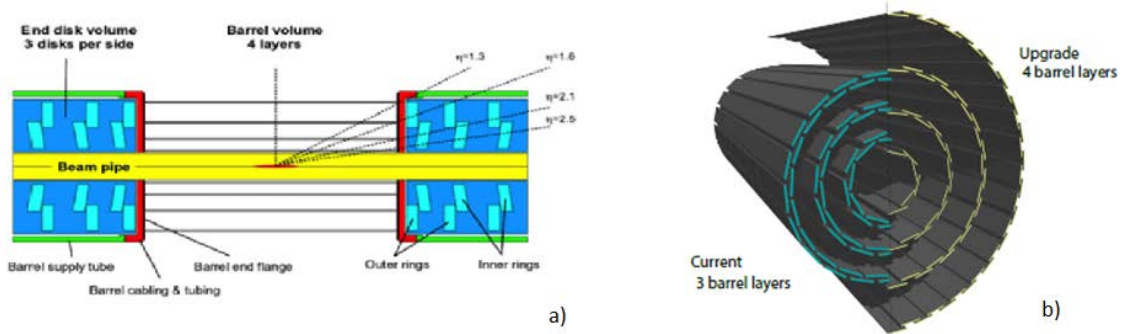 End disk volume
3 disks per side
Barrel volume
4 layers
η=1.3
η=1.6
η=2.1
η=2.5
Beam pipe
Barrel supply tube
Barrel end flange
Barrel cabling & tubing
Outer rings
Inner rings
a)
Upgrade
4 barrel layers
Current
3 barrel layers
b)